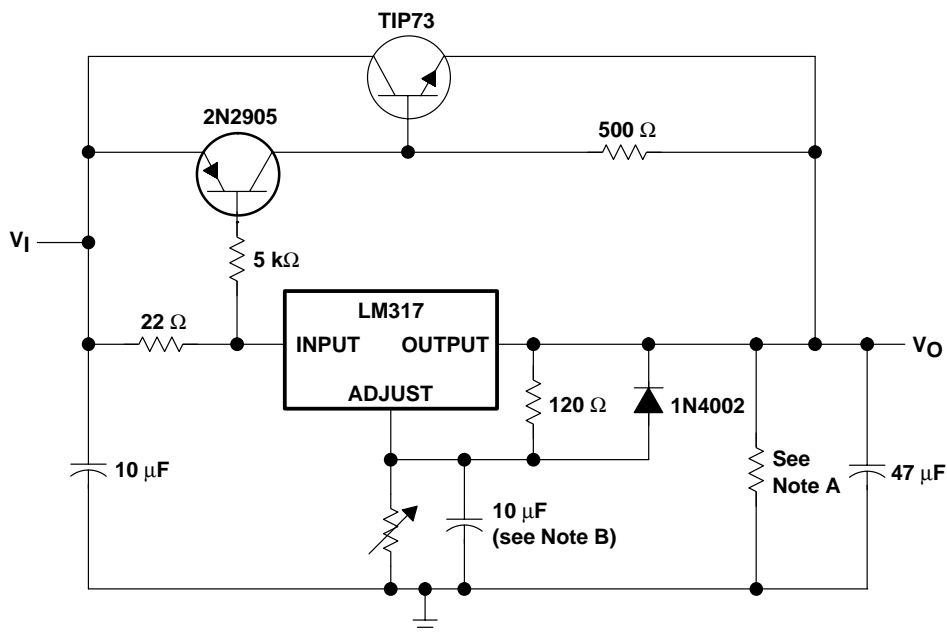 TIP73
2N2905
500 Ω
VI
5 kΩ
LM317
22 Ω
INPUT
OUTPUT
VO
ADJUST
120 Ω
1N4002
10 μF
See
Note A
47 μF
10 μF
(see Note B)